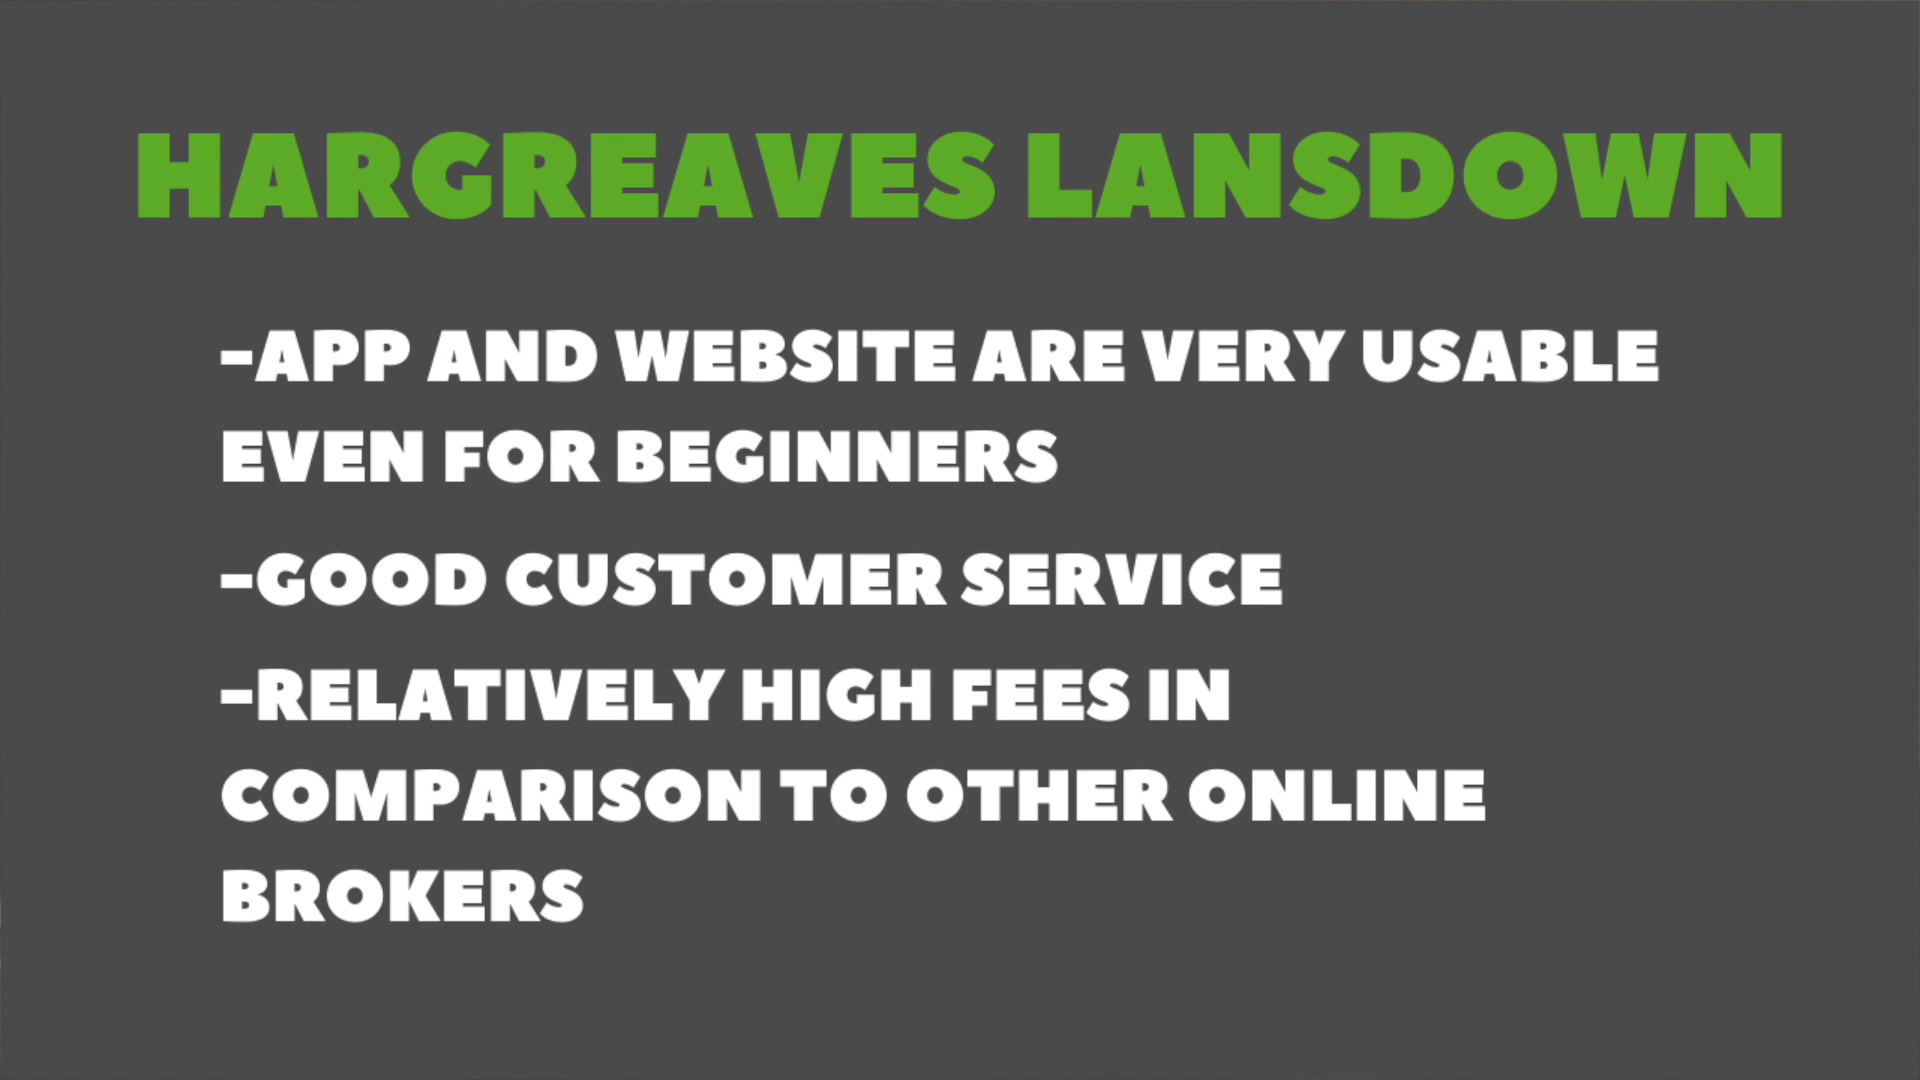 HARGREAVES LANSDOWN
-APP AND WEBSITE ARE VERY USABLE
EVEN FOR BEGINNERS
-GOOD CUSTOMER SERVICE
-RELATIVELY HIGH FEES IN
COMPARISON TO OTHER ONLINE
BROKERS